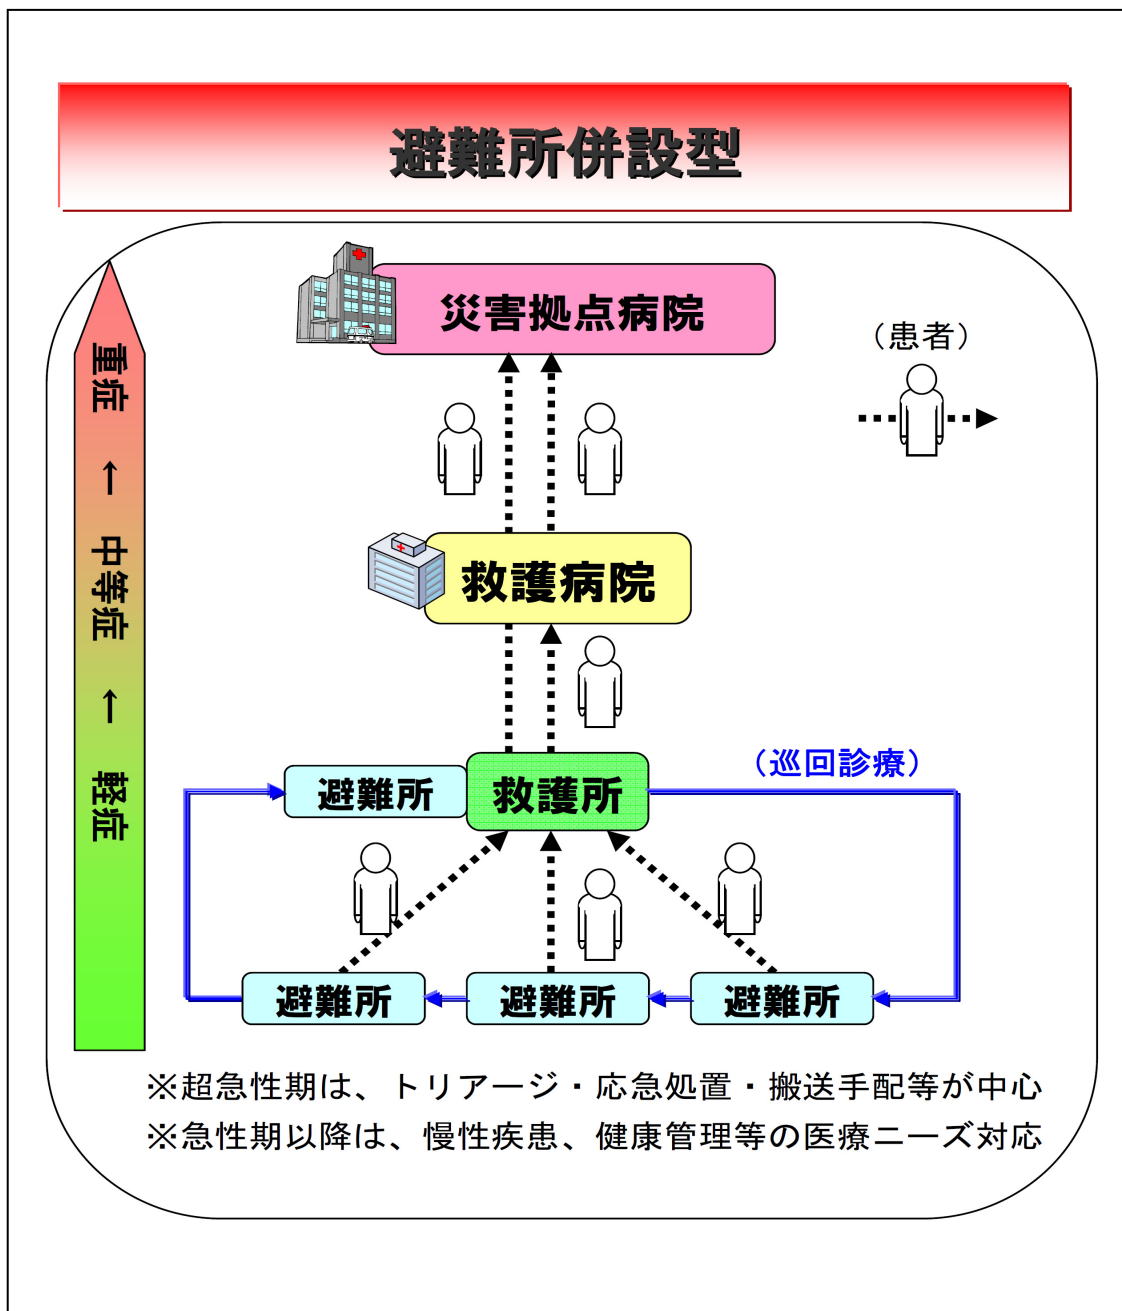 避難所併設型
災害拠点病院
（患者）
重症 ← 中等症 ← 軽症
救護病院
（巡回診療）
避難所
救護所
避難所
避難所
避難所
※超急性期は、トリアージ・応急処置・搬送手配等が中心
※急性期以降は、慢性疾患、健康管理等の医療ニーズ対応